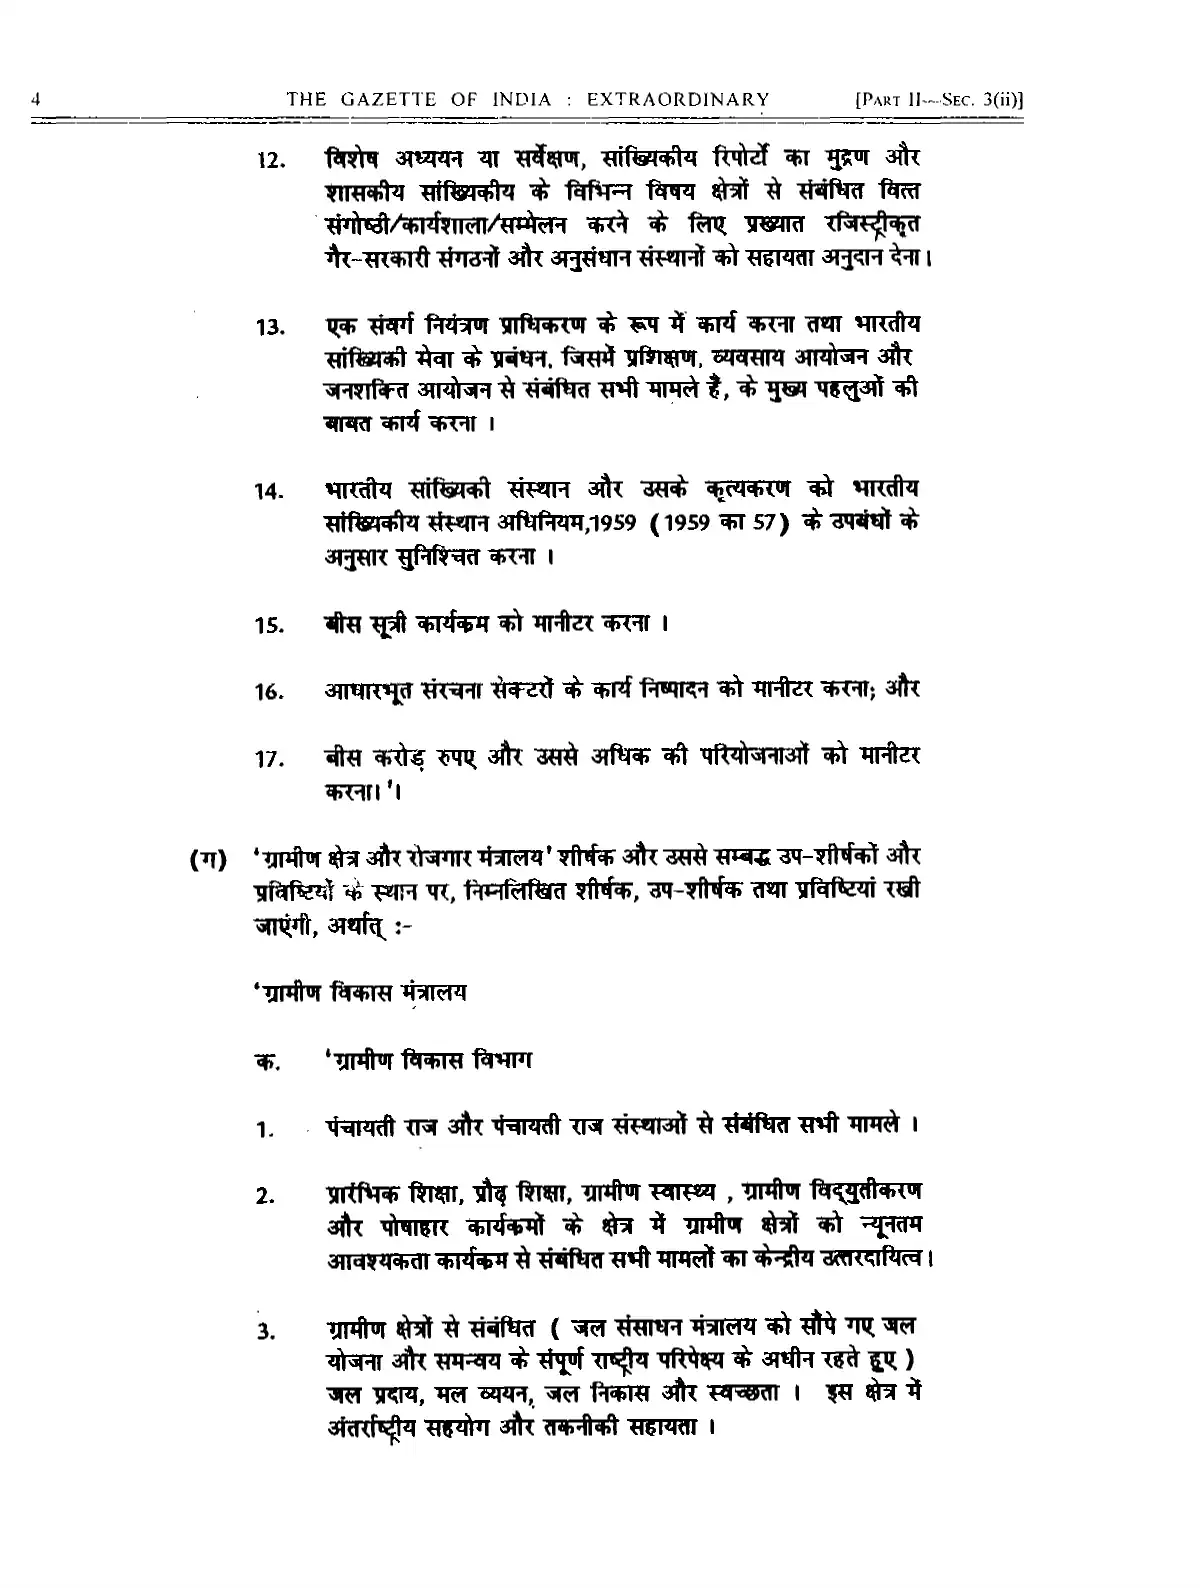 4 THE GAZETTE OF INDIA : EXTRAORDINARY [PART II—SEC. 3(ii)]
12. विशेष अध्ययन या सर्वेक्षण, सांख्यिकीय रिपोर्टों का मुद्रण और
शासकीय सांख्यिकीय के विभिन्न विषय क्षेत्रों से संबंधित वित्त
संगोष्ठी/कार्यशाला/सम्मेलन करने के लिए प्रख्यात रजिस्ट्रीकृत
गैर-सरकारी संगठनों और अनुसंधान संस्थानों को सहायता अनुदान देना।
13. एक संवर्ग नियंत्रण प्राधिकरण के रूप में कार्य करना तथा भारतीय
सांख्यिकी सेवा के प्रबंधन, जिसमें प्रशिक्षण, व्यवसाय आयोजन और
जनशक्ति आयोजन से संबंधित सभी मामले हैं, के मुख्य पहलुओं की
बाबत कार्य करना ।
14. भारतीय सांख्यिकी संस्थान और उसके कृत्यकरण को भारतीय
सांख्यिकीय संस्थान अधिनियम,1959 (1959 का 57) के उपबंधों के
अनुसार सुनिश्चित करना ।
15. बीस सूत्री कार्यक्रम को मानीटर करना ।
16. आधारभूत संरचना सेक्टरों के कार्य निष्पादन को मानीटर करना; और
17. बीस करोड़ रुपए और उससे अधिक की परियोजनाओं को मानीटर
करना। '।
(ग) 'ग्रामीण क्षेत्र और रोजगार मंत्रालय' शीर्षक और उससे सम्बद्ध उप-शीर्षकों और
प्रविष्टियों के स्थान पर, निम्नलिखित शीर्षक, उप-शीर्षक तथा प्रविष्टियां रखी
जाएंगी, अर्थात् :-
'ग्रामीण विकास मंत्रालय
क. 'ग्रामीण विकास विभाग
1. पंचायती राज और पंचायती राज संस्थाओं से संबंधित सभी मामले ।
2. प्रारंभिक शिक्षा, प्रौढ़ शिक्षा, ग्रामीण स्वास्थ्य , ग्रामीण विद्युतीकरण
और पोषाहार कार्यक्रमों के क्षेत्र में ग्रामीण क्षेत्रों को न्यूनतम
आवश्यकता कार्यक्रम से संबंधित सभी मामलों का केन्द्रीय उत्तरदायित्व।
3. ग्रामीण क्षेत्रों से संबंधित ( जल संसाधन मंत्रालय को सौंपे गए जल
योजना और समन्वय के संपूर्ण राष्ट्रीय परिपेक्ष्य के अधीन रहते हुए )
जल प्रदाय, मल व्ययन, जल निकास और स्वच्छता । इस क्षेत्र में
अंतर्राष्ट्रीय सहयोग और तकनीकी सहायता ।